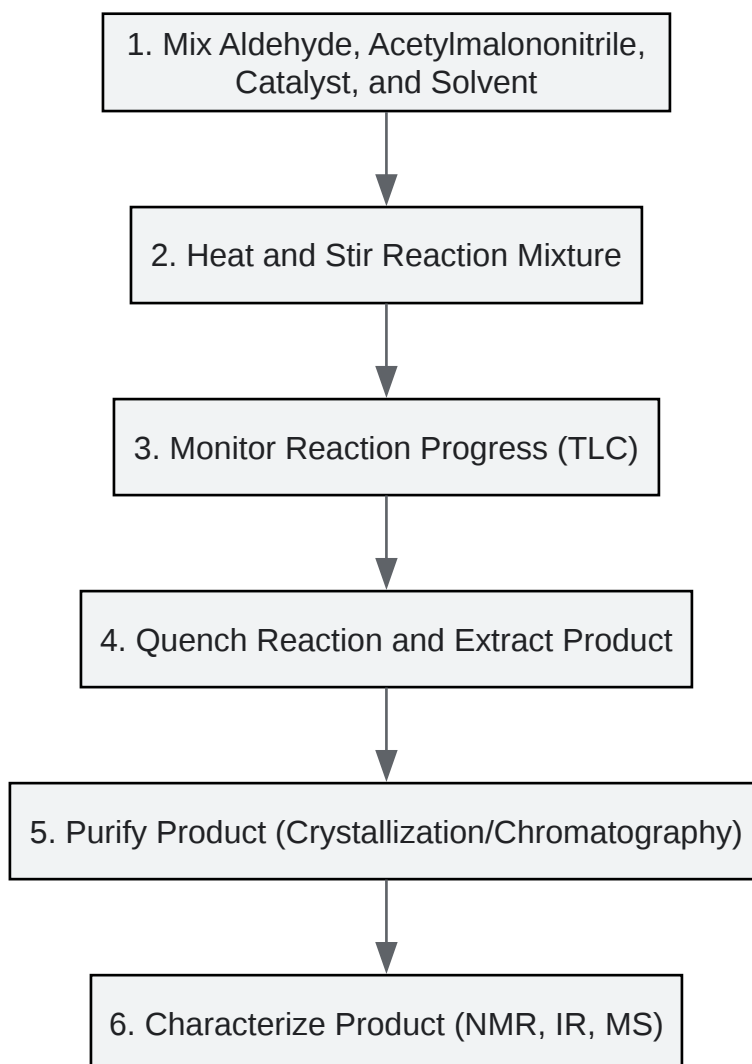 1. Mix Aldehyde, Acetylmalononitrile,
Catalyst, and Solvent
2. Heat and Stir Reaction Mixture
3. Monitor Reaction Progress (TLC)
4. Quench Reaction and Extract Product
5. Purify Product (Crystallization/Chromatography)
6. Characterize Product (NMR, IR, MS)